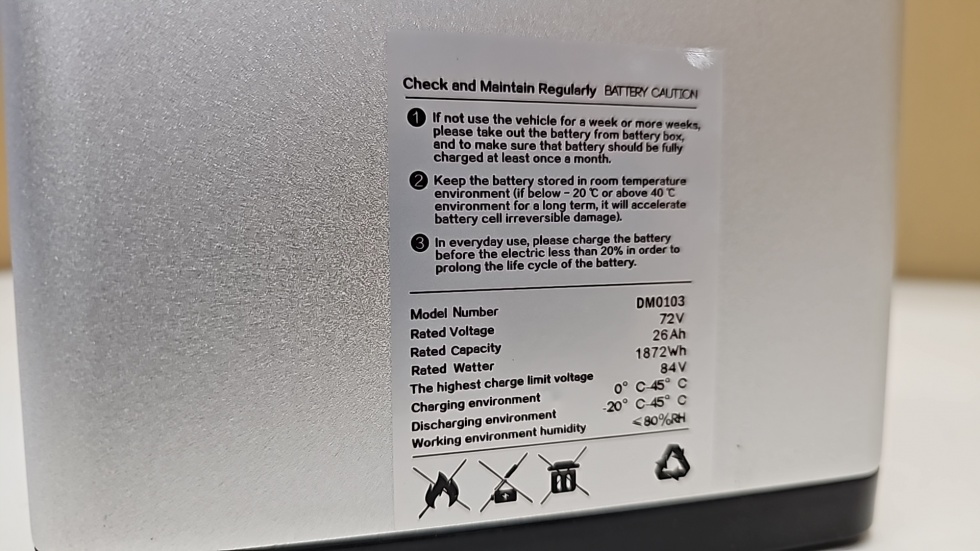 Check and Maintain Regularly BATTERY CAUTION
1 If not use the vehicle for a week or more weeks,
please take out the battery from battery box,
and to make sure that battery should be fully
charged at least once a month.
2 Keep the battery stored in room temperature
environment (if below -20 ℃ or above 40 ℃
environment for a long term, it will accelerate
battery cell irreversible damage).
3 In everyday use, please charge the battery
before the electric less than 20% in order to
prolong the life cycle of the battery.
Model Number DM0103
Rated Voltage 72V
Rated Capacity 26Ah
Rated Watter 1872Wh
The highest charge limit voltage 84V
Charging environment 0° C-45° C
Discharging environment -20° C-45° C
Working environment humidity ≤80%RH